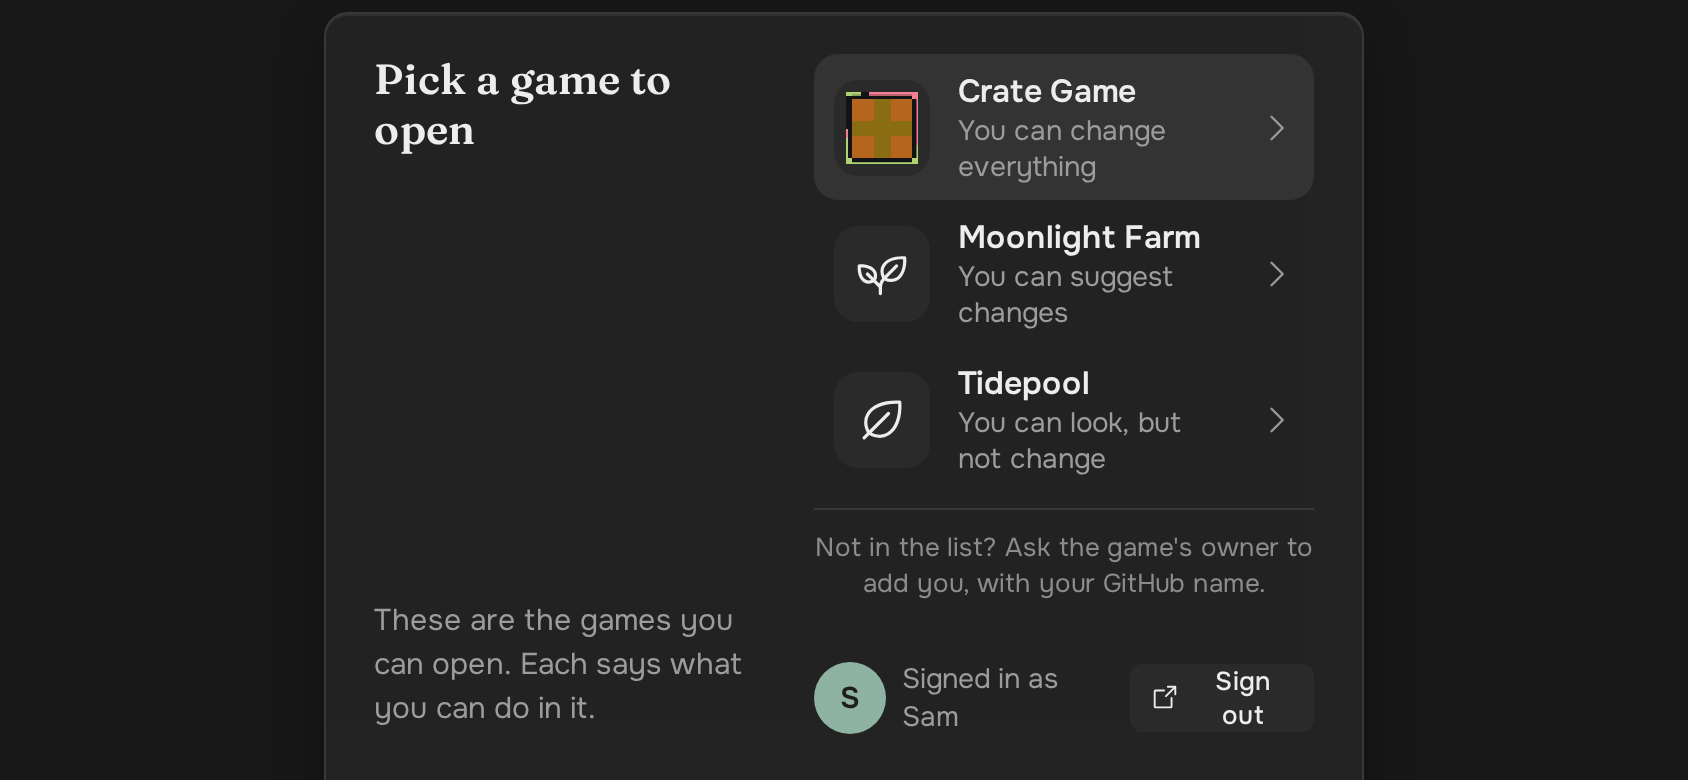 Pick a game to
open
These are the games you
can open. Each says what
you can do in it.
Crate Game
You can change
everything
Moonlight Farm
You can suggest
changes
Tidepool
You can look, but
not change
Not in the list? Ask the game's owner to
add you, with your GitHub name.
S
Signed in as
Sam
Sign
out